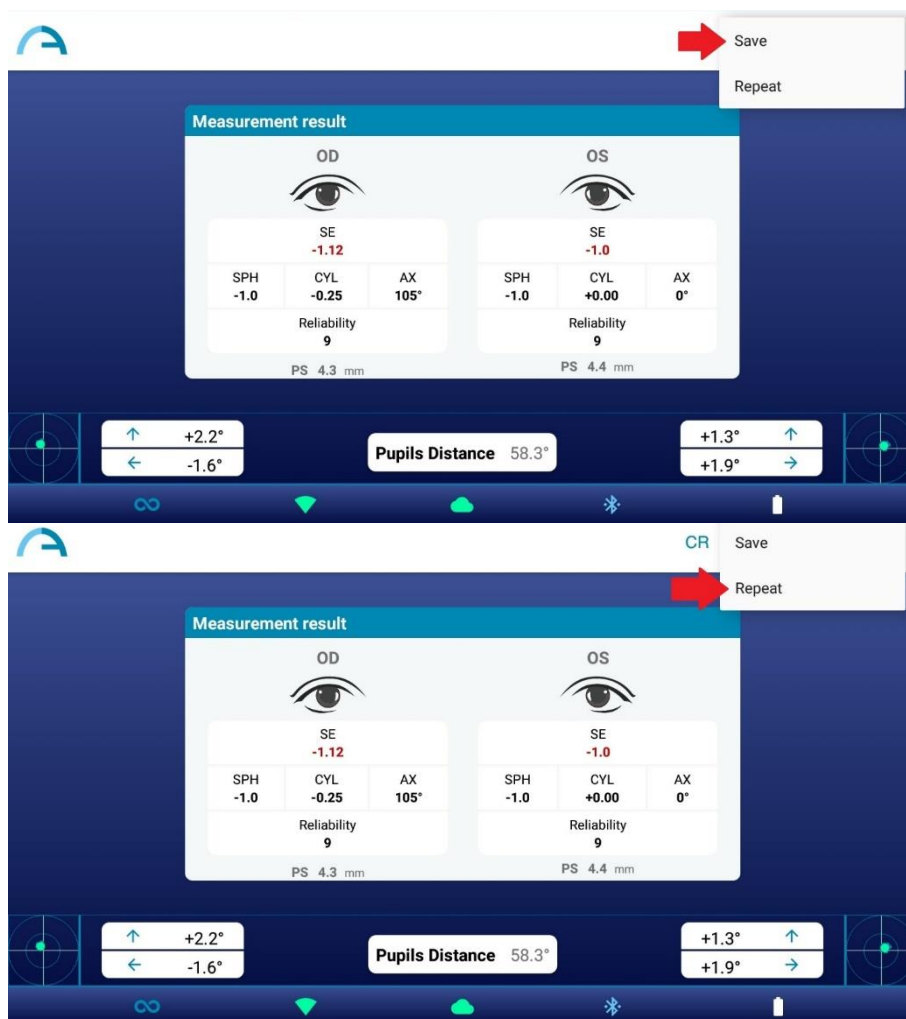 Save
Repeat
Measurement result
OD OS
SE SE
-1.12 -1.0
SPH CYL AX SPH CYL AX
-1.0 -0.25 105° -1.0 +0.00 0°
Reliability Reliability
9 9
PS 4.3 mm PS 4.4 mm
↑ +2.2° +1.3° ↑
Pupils Distance 58.3°
← -1.6° +1.9° →
CR Save
Repeat
Measurement result
OD OS
SE SE
-1.12 -1.0
SPH CYL AX SPH CYL AX
-1.0 -0.25 105° -1.0 +0.00 0°
Reliability Reliability
9 9
PS 4.3 mm PS 4.4 mm
↑ +2.2° +1.3° ↑
Pupils Distance 58.3°
← -1.6° +1.9° →